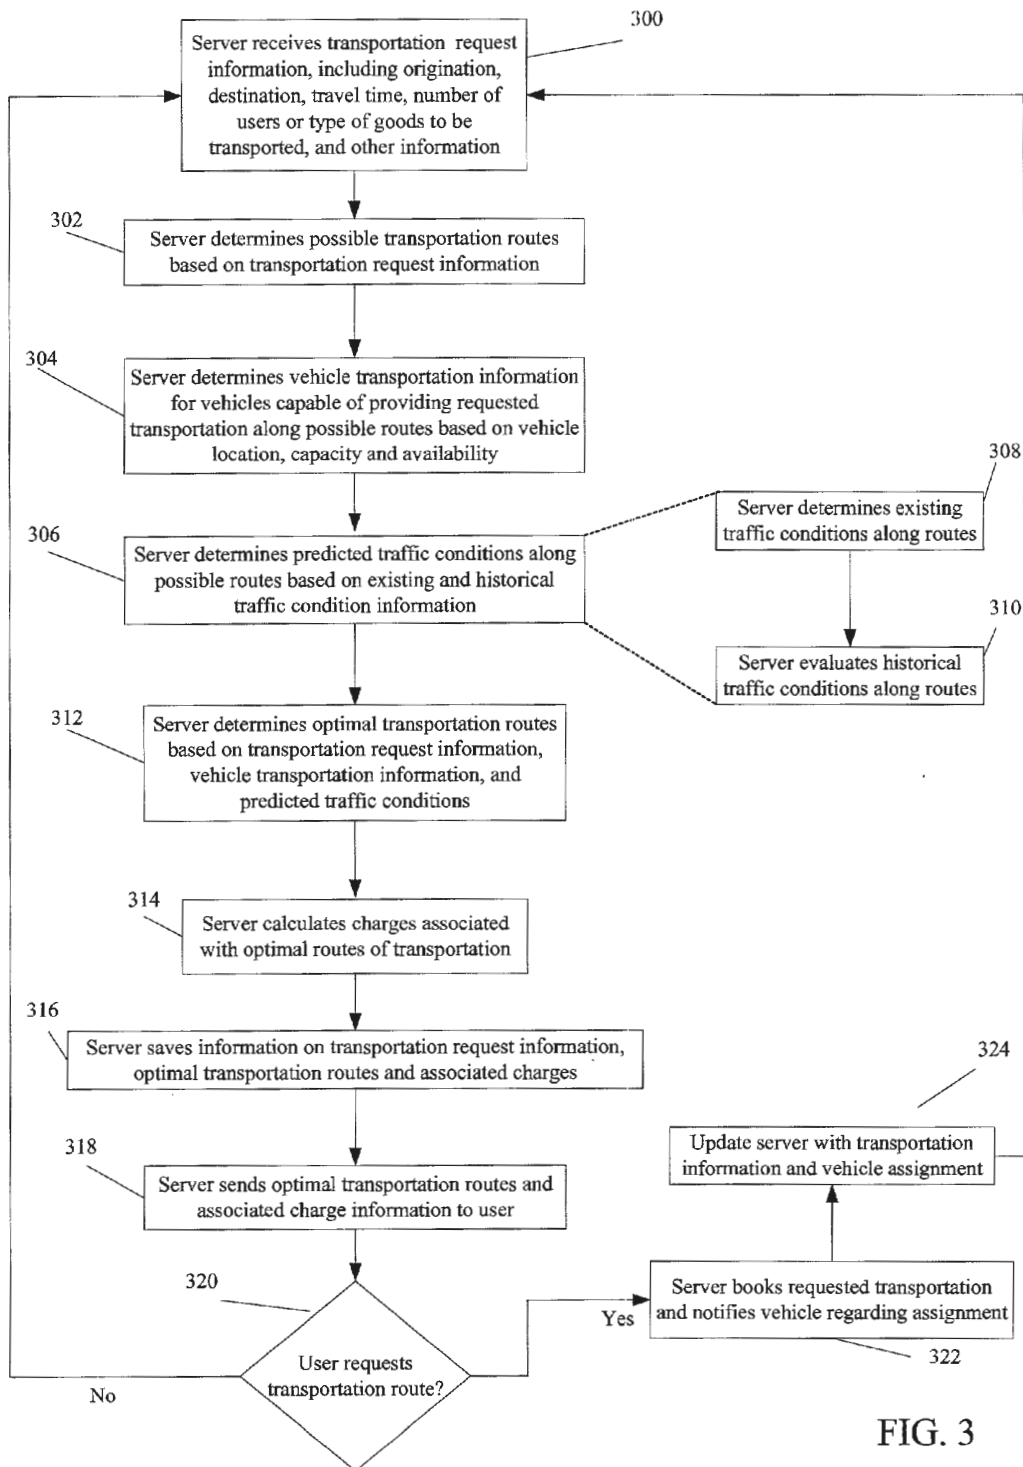 300
Server receives transportation request
information, including origination,
destination, travel time, number of
users or type of goods to be
transported, and other information
302
Server determines possible transportation routes
based on transportation request information
304
Server determines vehicle transportation information
for vehicles capable of providing requested
transportation along possible routes based on vehicle
location, capacity and availability
306
Server determines predicted traffic conditions along
possible routes based on existing and historical
traffic condition information
308
Server determines existing
traffic conditions along routes
310
Server evaluates historical
traffic conditions along routes
312
Server determines optimal transportation routes
based on transportation request information,
vehicle transportation information, and
predicted traffic conditions
314
Server calculates charges associated
with optimal routes of transportation
316
Server saves information on transportation request information,
optimal transportation routes and associated charges
318
Server sends optimal transportation routes and
associated charge information to user
320
User requests
transportation route?
No
Yes
Server books requested transportation
and notifies vehicle regarding assignment
322
324
Update server with transportation
information and vehicle assignment
FIG. 3